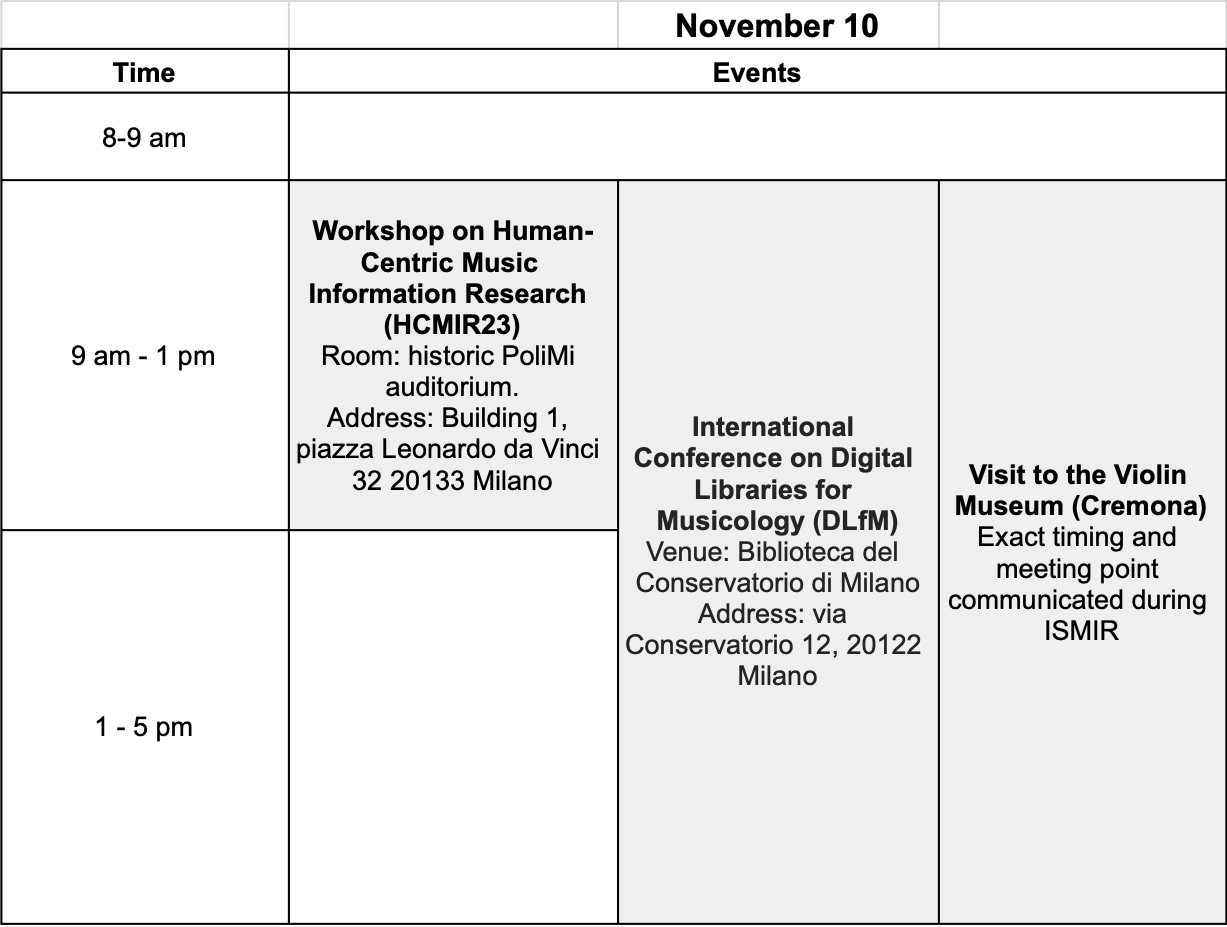 November 10
Time
Events
8-9 am
9 am - 1 pm
Workshop on Human-
Centric Music
Information Research
(HCMIR23)
Room: historic PoliMi
auditorium.
Address: Building 1,
piazza Leonardo da Vinci
32 20133 Milano
International
Conference on Digital
Libraries for
Musicology (DLfM)
Venue: Biblioteca del
Conservatorio di Milano
Address: via
Conservatorio 12, 20122
Milano
Visit to the Violin
Museum (Cremona)
Exact timing and
meeting point
communicated during
ISMIR
1 - 5 pm